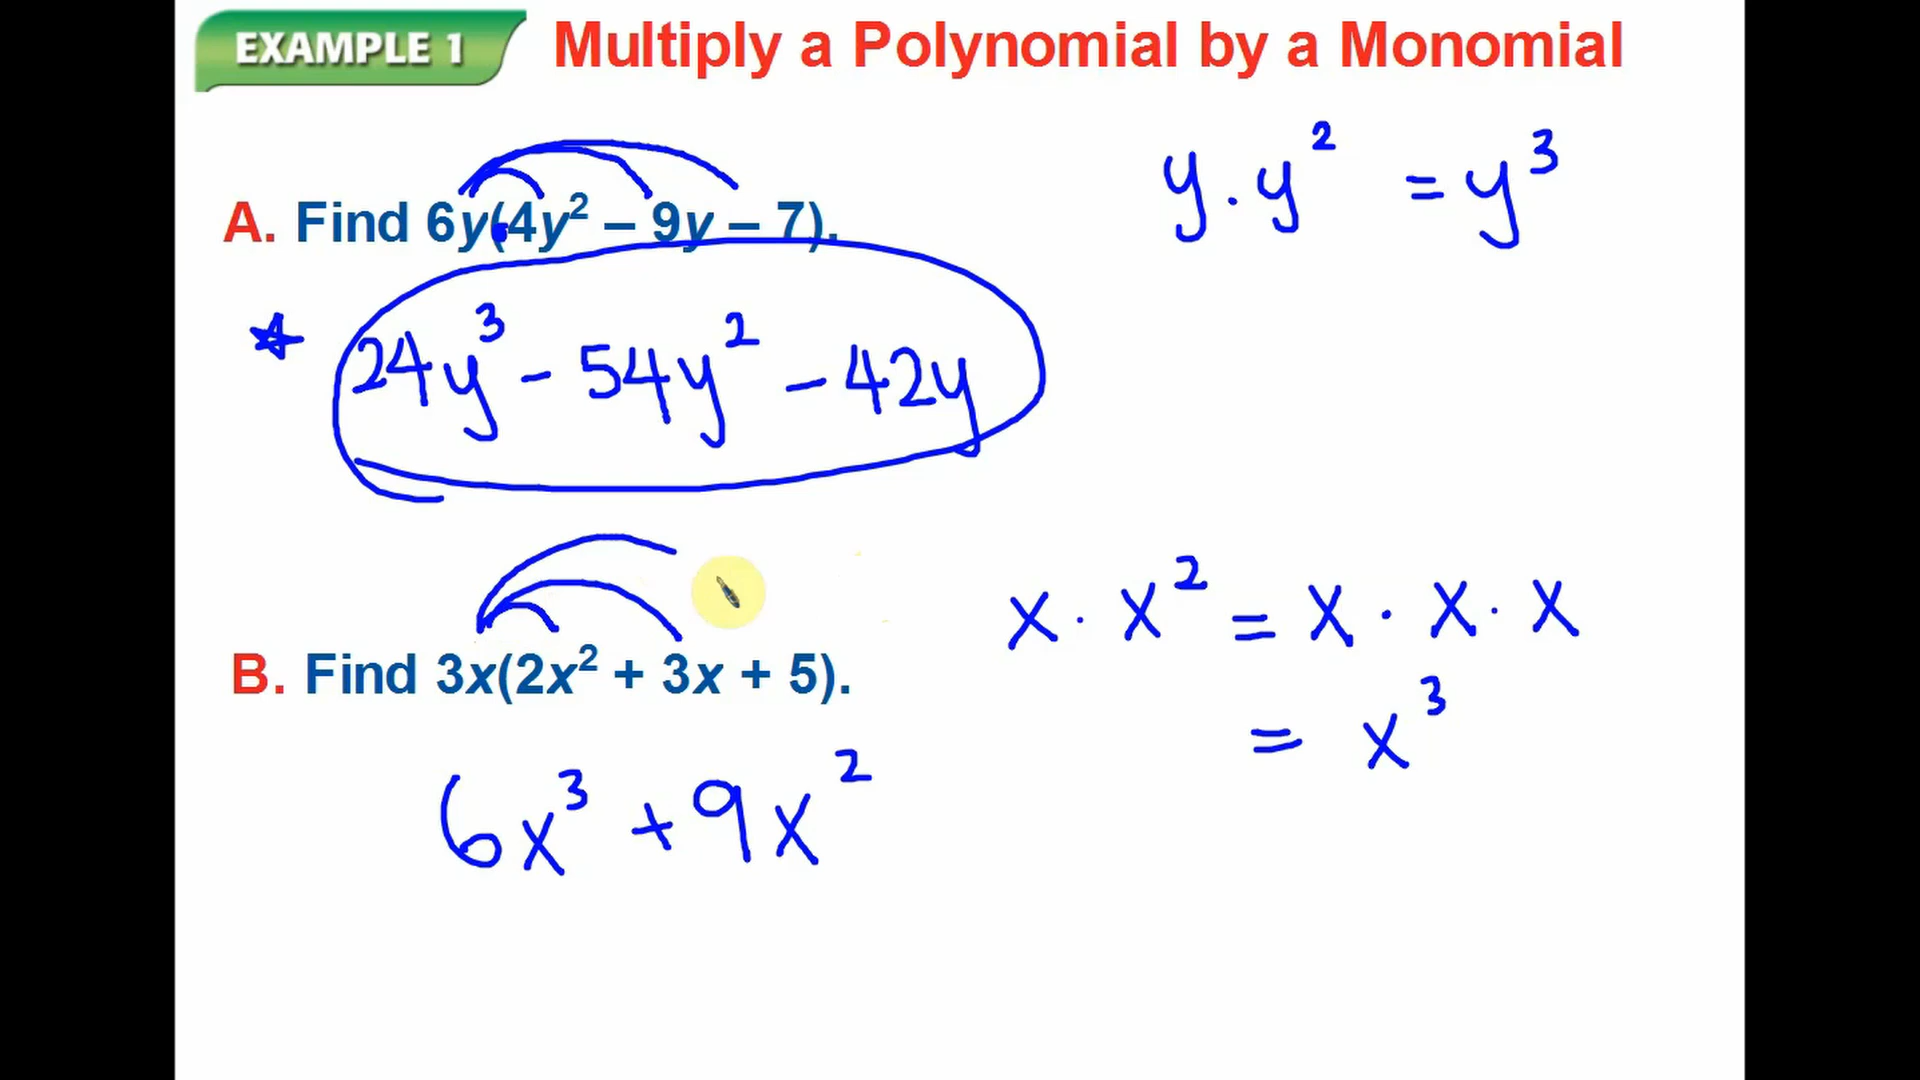 EXAMPLE 1 Multiply a Polynomial by a Monomial
y · y² = y³
A. Find 6y(4y² – 9y – 7).
24y³ - 54y² - 42y
x · x² = x · x · x
B. Find 3x(2x² + 3x + 5).
= x³
6x³ + 9x²